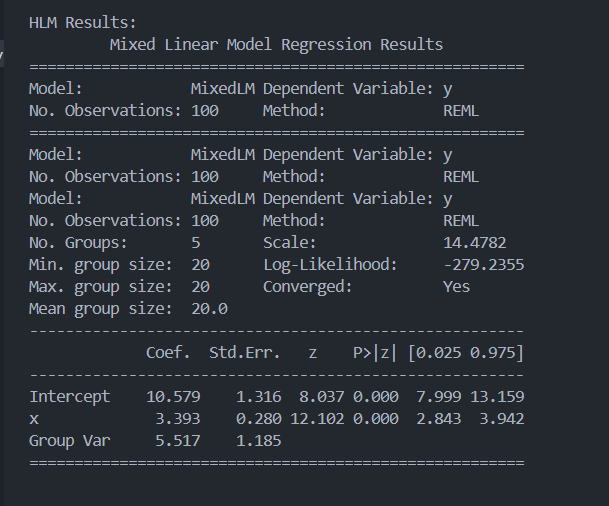 HLM Results:
Mixed Linear Model Regression Results
======================================================
Model: MixedLM Dependent Variable: y
No. Observations: 100 Method: REML
======================================================
Model: MixedLM Dependent Variable: y
No. Observations: 100 Method: REML
Model: MixedLM Dependent Variable: y
No. Observations: 100 Method: REML
No. Groups: 5 Scale: 14.4782
Min. group size: 20 Log-Likelihood: -279.2355
Max. group size: 20 Converged: Yes
Mean group size: 20.0
------------------------------------------------------
Coef. Std.Err. z P>|z| [0.025 0.975]
------------------------------------------------------
Intercept 10.579 1.316 8.037 0.000 7.999 13.159
x 3.393 0.280 12.102 0.000 2.843 3.942
Group Var 5.517 1.185
======================================================